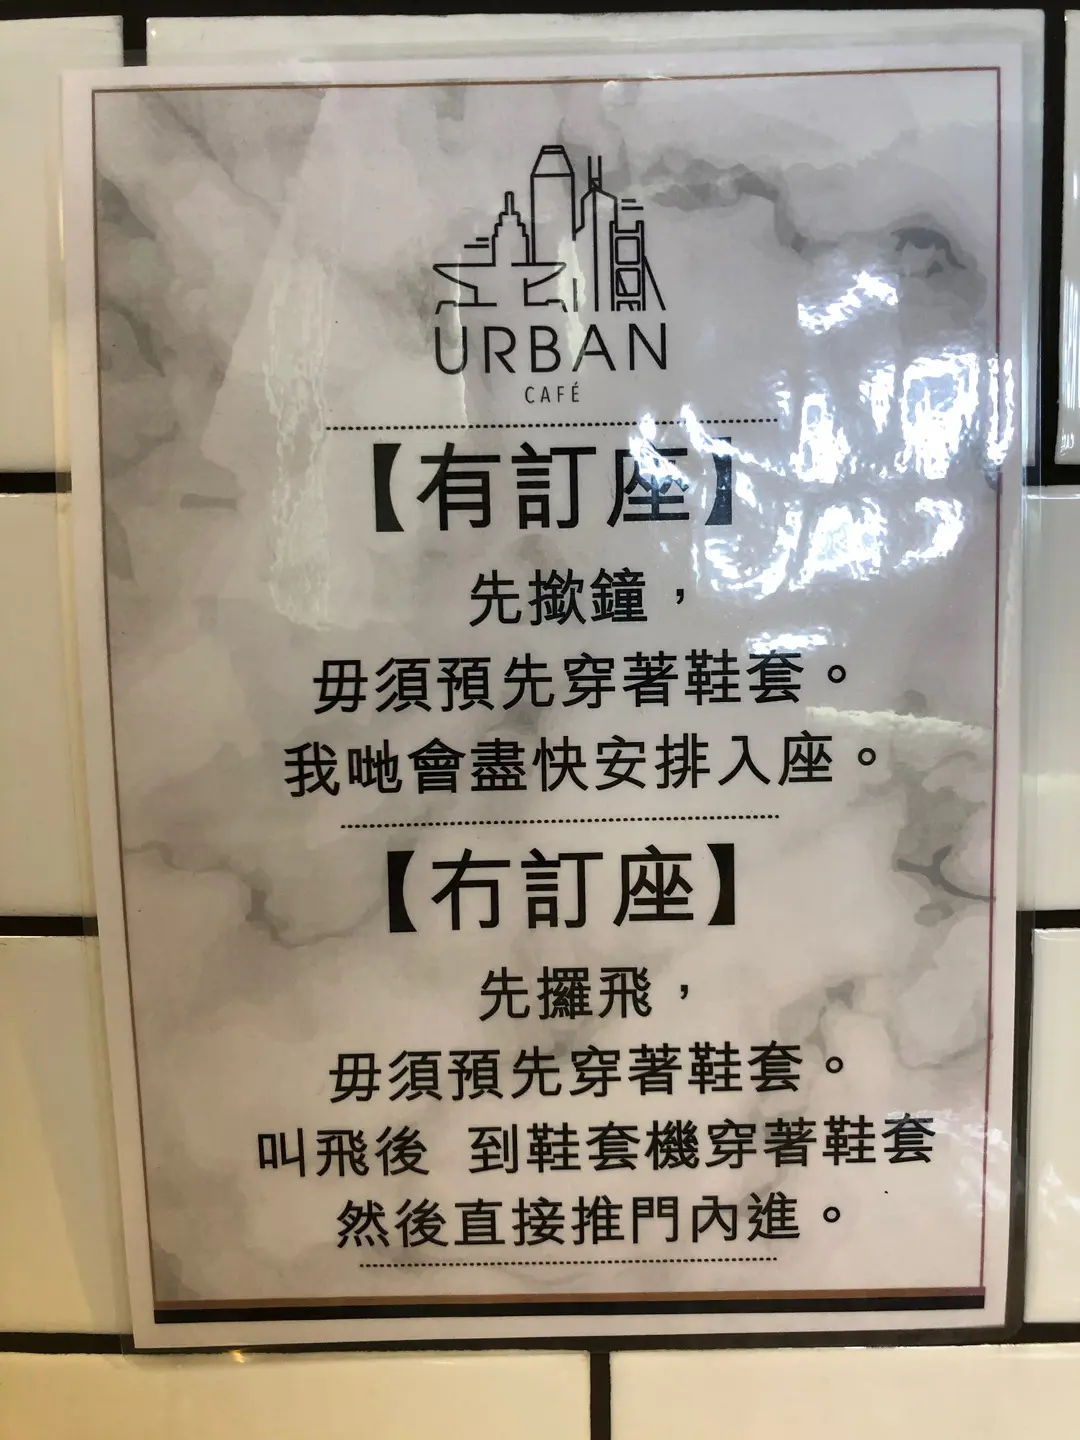 URBAN
CAFÉ
【有訂座】
先撳鐘，
毋須預先穿著鞋套。
我哋會盡快安排入座。
【冇訂座】
先攞飛，
毋須預先穿著鞋套。
叫飛後 到鞋套機穿著鞋套
然後直接推門內進。